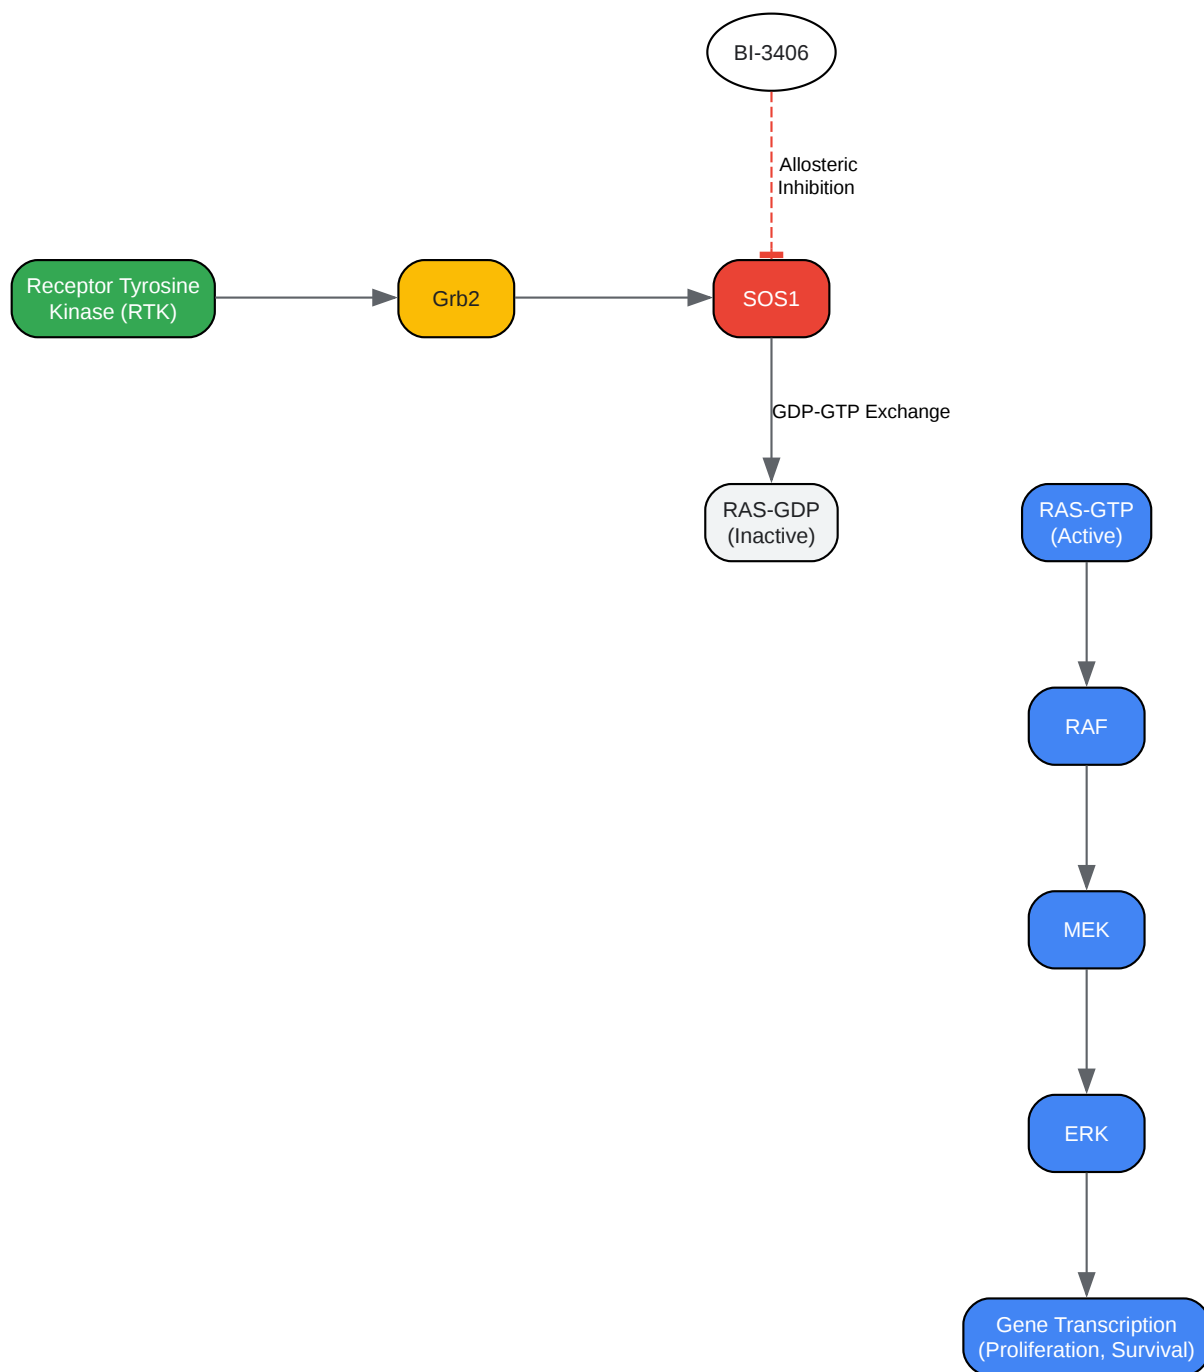 BI-3406
Allosteric
Inhibition
Receptor Tyrosine
Kinase (RTK)
Grb2
SOS1
GDP-GTP Exchange
RAS-GDP
(Inactive)
RAS-GTP
(Active)
RAF
MEK
ERK
Gene Transcription
(Proliferation, Survival)